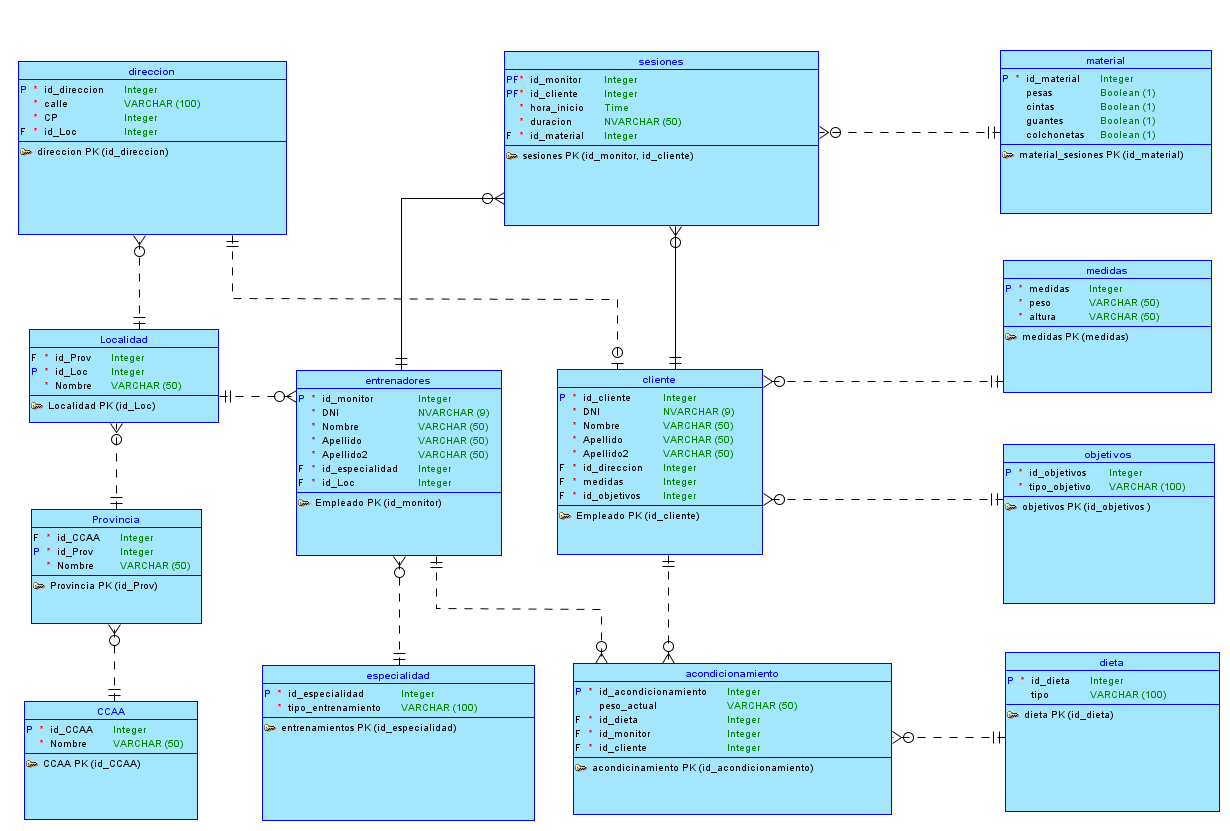 direccion
P * id_direccion Integer
* calle VARCHAR (100)
* CP Integer
F * id_Loc Integer
direccion PK (id_direccion)
sesiones
PF* id_monitor Integer
PF* id_cliente Integer
* hora_inicio Time
* duracion NVARCHAR (50)
F * id_material Integer
sesiones PK (id_monitor, id_cliente)
material
P * id_material Integer
pesas Boolean (1)
cintas Boolean (1)
guantes Boolean (1)
colchonetas Boolean (1)
material_sesiones PK (id_material)
medidas
P * medidas Integer
* peso VARCHAR (50)
* altura VARCHAR (50)
medidas PK (medidas)
Localidad
F * id_Prov Integer
P * id_Loc Integer
* Nombre VARCHAR (50)
Localidad PK (id_Loc)
entrenadores
P * id_monitor Integer
* DNI NVARCHAR (9)
* Nombre VARCHAR (50)
* Apellido VARCHAR (50)
* Apellido2 VARCHAR (50)
F * id_especialidad Integer
F * id_Loc Integer
Empleado PK (id_monitor)
cliente
P * id_cliente Integer
* DNI NVARCHAR (9)
* Nombre VARCHAR (50)
* Apellido VARCHAR (50)
* Apellido2 VARCHAR (50)
F * id_direccion Integer
F * medidas Integer
F * id_objetivos Integer
Empleado PK (id_cliente)
objetivos
P * id_objetivos Integer
* tipo_objetivo VARCHAR (100)
objetivos PK (id_objetivos )
Provincia
F * id_CCAA Integer
P * id_Prov Integer
* Nombre VARCHAR (50)
Provincia PK (id_Prov)
CCAA
P * id_CCAA Integer
* Nombre VARCHAR (50)
CCAA PK (id_CCAA)
especialidad
P * id_especialidad Integer
* tipo_entrenamiento VARCHAR (100)
entrenamientos PK (id_especialidad)
acondicionamiento
P * id_acondicionamiento Integer
peso_actual VARCHAR (50)
F * id_dieta Integer
F * id_monitor Integer
F * id_cliente Integer
acondicinamiento PK (id_acondicionamiento)
dieta
P * id_dieta Integer
tipo VARCHAR (100)
dieta PK (id_dieta)